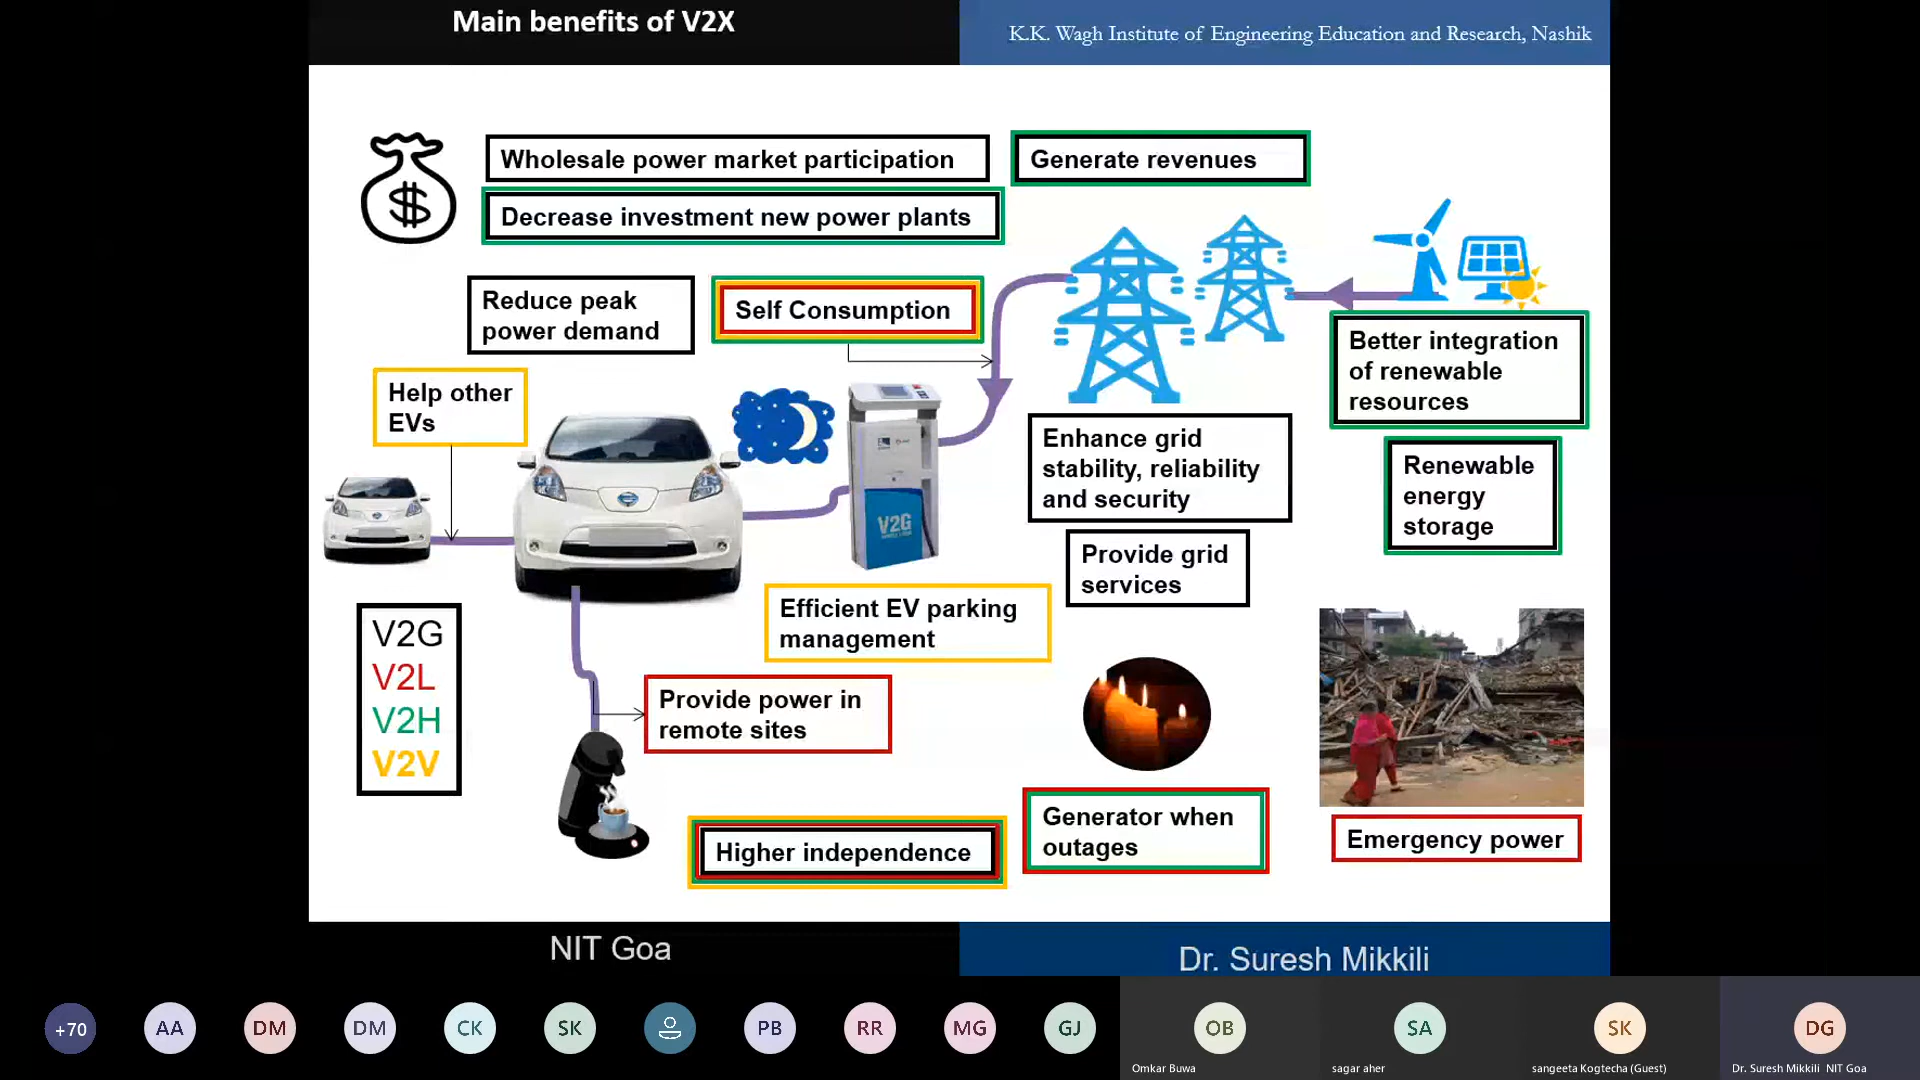 Main benefits of V2X
K.K. Wagh Institute of Engineering Education and Research, Nashik
$
Wholesale power market participation
Generate revenues
Decrease investment new power plants
Reduce peak
power demand
Self Consumption
Better integration
of renewable
resources
Help other
EVs
Enhance grid
stability, reliability
and security
Renewable
energy
storage
V2G
Provide grid
services
Efficient EV parking
management
V2G
V2L
V2H
V2V
Provide power in
remote sites
Generator when
outages
Higher independence
Emergency power
NIT Goa
Dr. Suresh Mikkili
+70
AA
DM
DM
CK
SK
PB
RR
MG
GJ
OB
SA
SK
DG
Omkar Buwa
sagar aher
sangeeta Kogtecha (Guest)
Dr. Suresh Mikkili NIT Goa